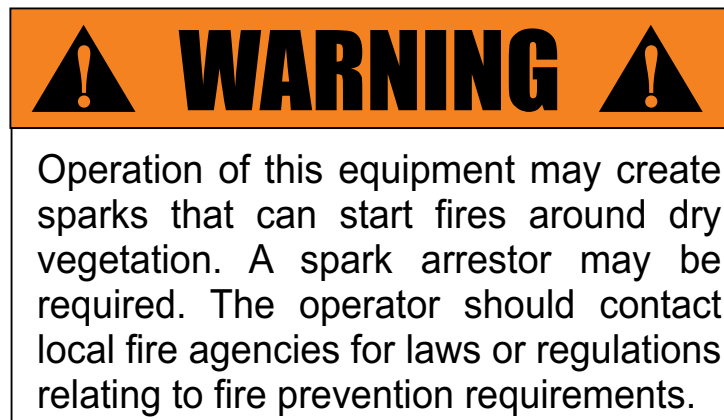 WARNING
Operation of this equipment may create
sparks that can start fires around dry
vegetation. A spark arrestor may be
required. The operator should contact
local fire agencies for laws or regulations
relating to fire prevention requirements.